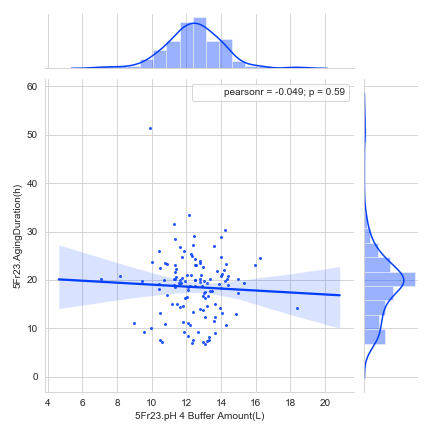 pearsonr = -0.049; p = 0.59
60
50
40
30
20
10
0
5Fr23.AgingDuration(h)
4 6 8 10 12 14 16 18 20
5Fr23.pH 4 Buffer Amount(L)